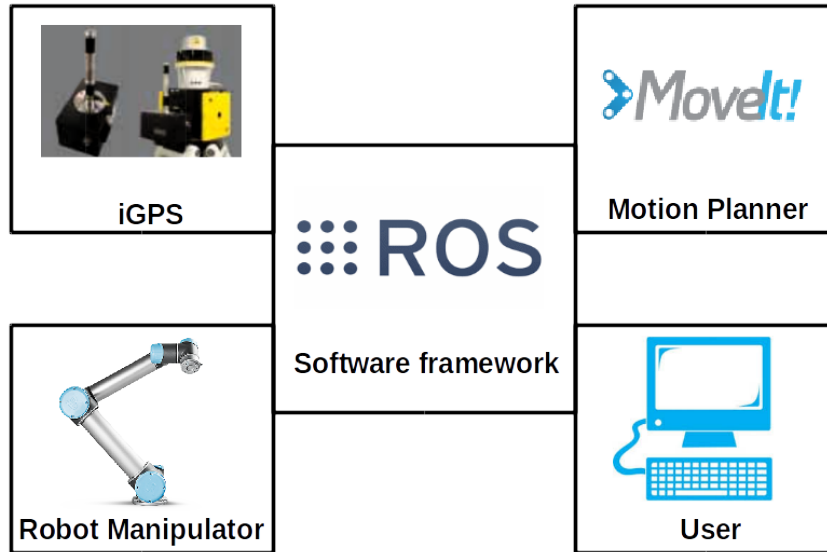 iGPS
MoveIt!
Motion Planner
ROS
Software framework
Robot Manipulator
User